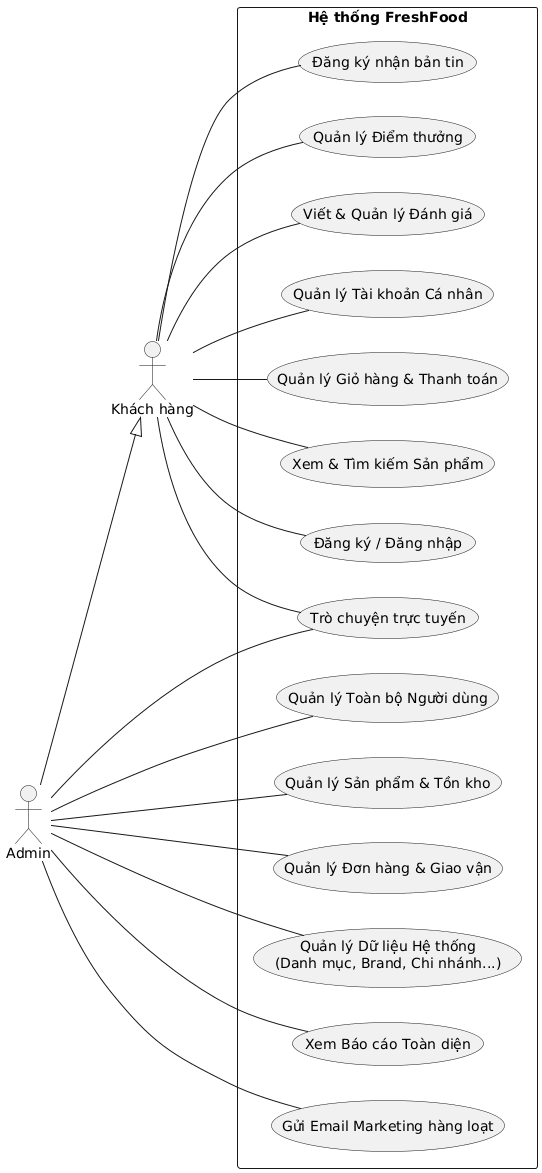 Hệ thống FreshFood
Đăng ký nhận bản tin
Quản lý Điểm thưởng
Viết & Quản lý Đánh giá
Quản lý Tài khoản Cá nhân
Quản lý Giỏ hàng & Thanh toán
Khách hàng
Xem & Tìm kiếm Sản phẩm
Đăng ký / Đăng nhập
Trò chuyện trực tuyến
Quản lý Toàn bộ Người dùng
Quản lý Sản phẩm & Tồn kho
Admin
Quản lý Đơn hàng & Giao vận
Quản lý Dữ liệu Hệ thống
(Danh mục, Brand, Chi nhánh...)
Xem Báo cáo Toàn diện
Gửi Email Marketing hàng loạt